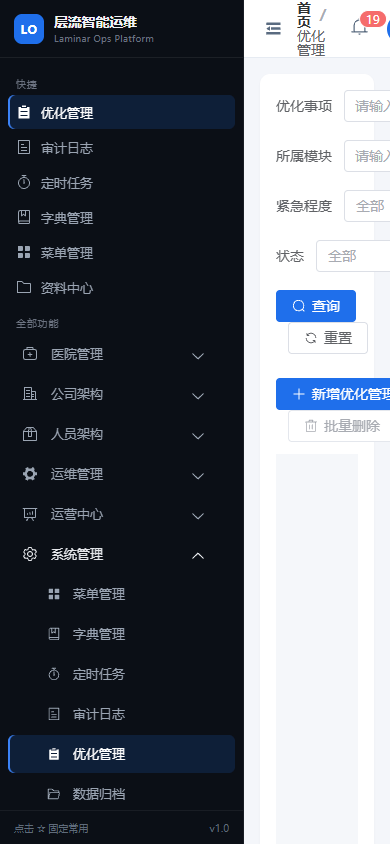 LO
层流智能运维
Laminar Ops Platform
快捷
优化管理
审计日志
定时任务
字典管理
菜单管理
资料中心
全部功能
医院管理
公司架构
人员架构
运维管理
运营中心
系统管理
菜单管理
字典管理
定时任务
审计日志
优化管理
数据归档
点击 ☆ 固定常用
v1.0
首页 /
优化管理
19
优化事项
请输入
所属模块
请输入
紧急程度
全部
状态
全部
查询
重置
新增优化管理
批量删除